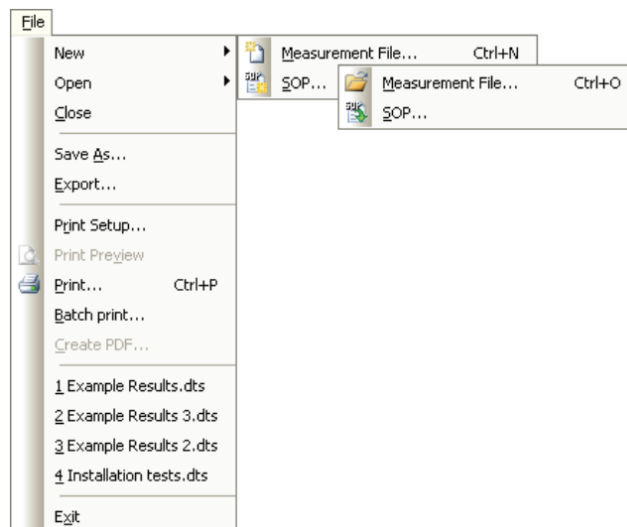 File
New
Measurement File... Ctrl+N
SOP...
Open
Measurement File... Ctrl+O
SOP...
Close
Save As...
Export...
Print Setup...
Print Preview
Print... Ctrl+P
Batch print...
Create PDF...
1 Example Results.dts
2 Example Results 3.dts
3 Example Results 2.dts
4 Installation tests.dts
Exit